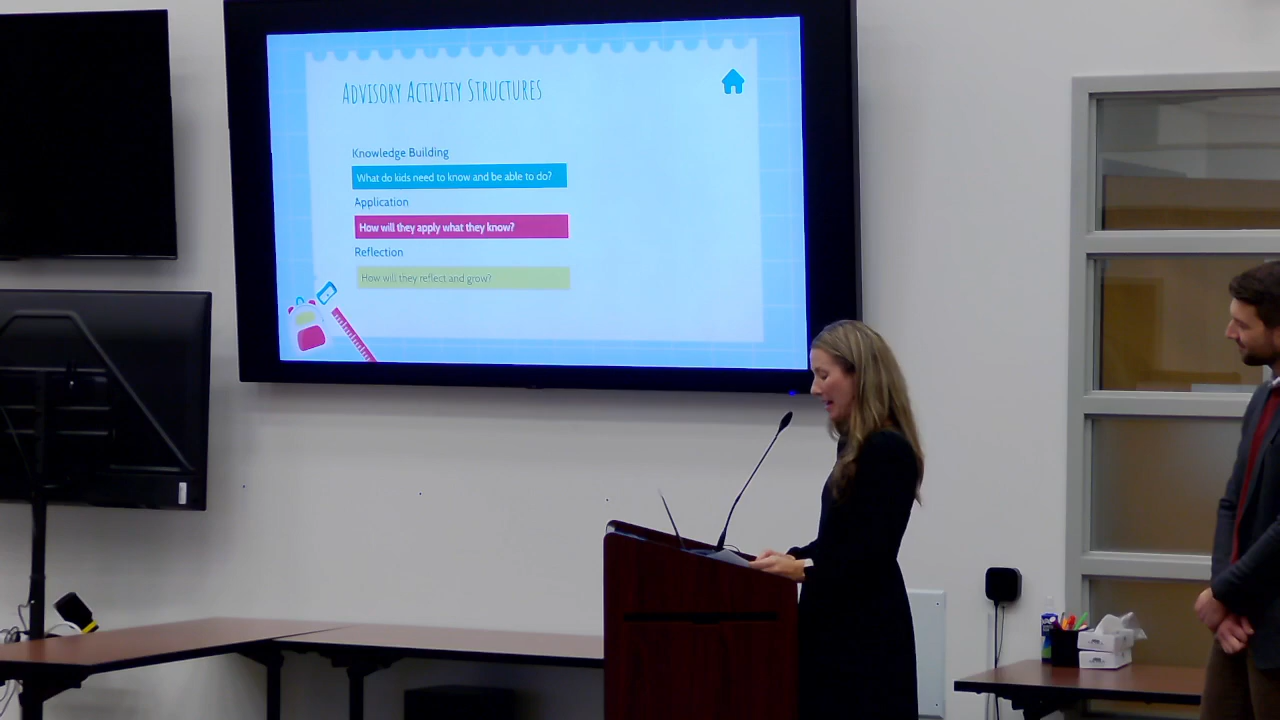 ADVISORY ACTIVITY STRUCTURES
Knowledge Building
What do kids need to know and be able to do?
Application
How will they apply what they know?
Reflection
How will they reflect and grow?